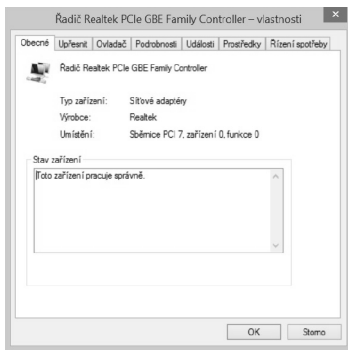 Řadič Realtek PCIe GBE Family Controller – vlastnosti
Obecné Upřesnit Ovladač Podrobnosti Události Prostředky Řízení spotřeby
Řadič Realtek PCIe GBE Family Controller
Typ zařízení: Síťové adaptéry
Výrobce: Realtek
Umístění: Sběrnice PCI 7, zařízení 0, funkce 0
Stav zařízení
Toto zařízení pracuje správně.
OK Storno